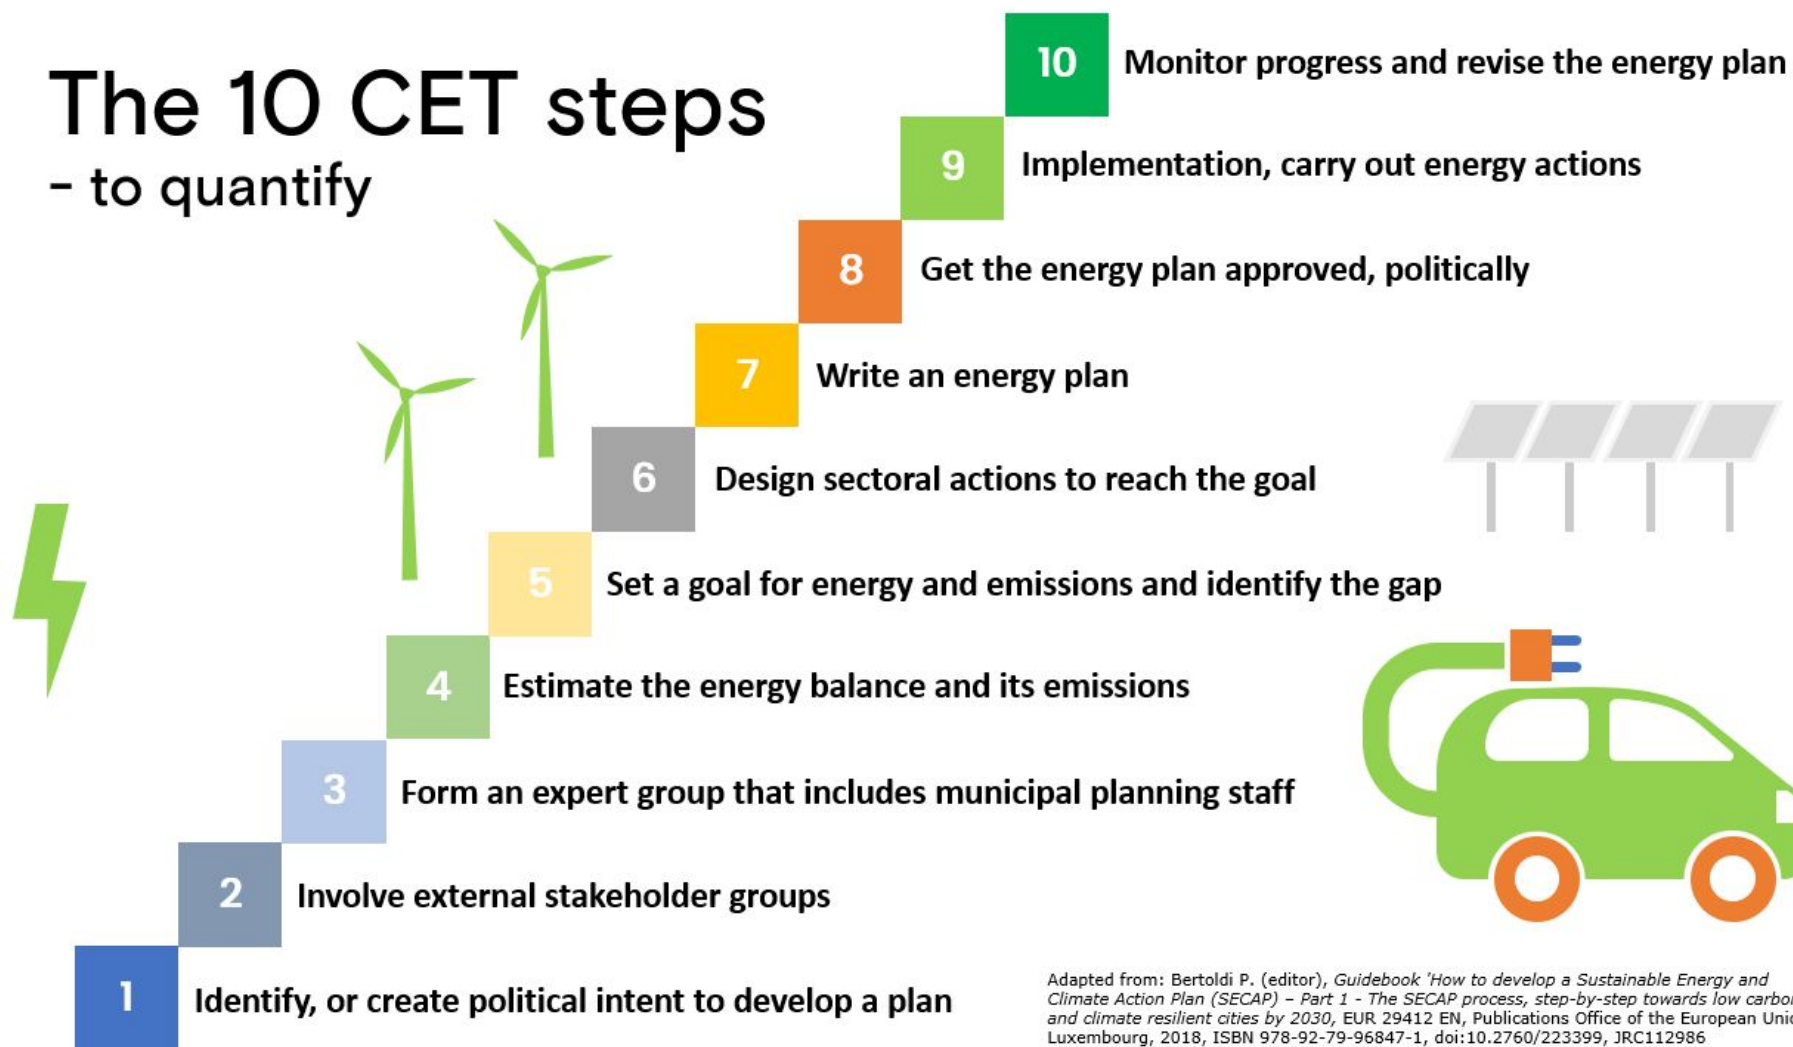 The 10 CET steps
- to quantify
10 Monitor progress and revise the energy plan
9 Implementation, carry out energy actions
8 Get the energy plan approved, politically
7 Write an energy plan
6 Design sectoral actions to reach the goal
5 Set a goal for energy and emissions and identify the gap
4 Estimate the energy balance and its emissions
3 Form an expert group that includes municipal planning staff
2 Involve external stakeholder groups
1 Identify, or create political intent to develop a plan
Adapted from: Bertoldi P. (editor), Guidebook 'How to develop a Sustainable Energy and
Climate Action Plan (SECAP) – Part 1 - The SECAP process, step-by-step towards low
and climate resilient cities by 2030, EUR 29412 EN, Publications Office of the European
Luxembourg, 2018, ISBN 978-92-79-96847-1, doi:10.2760/223399, JRC112986